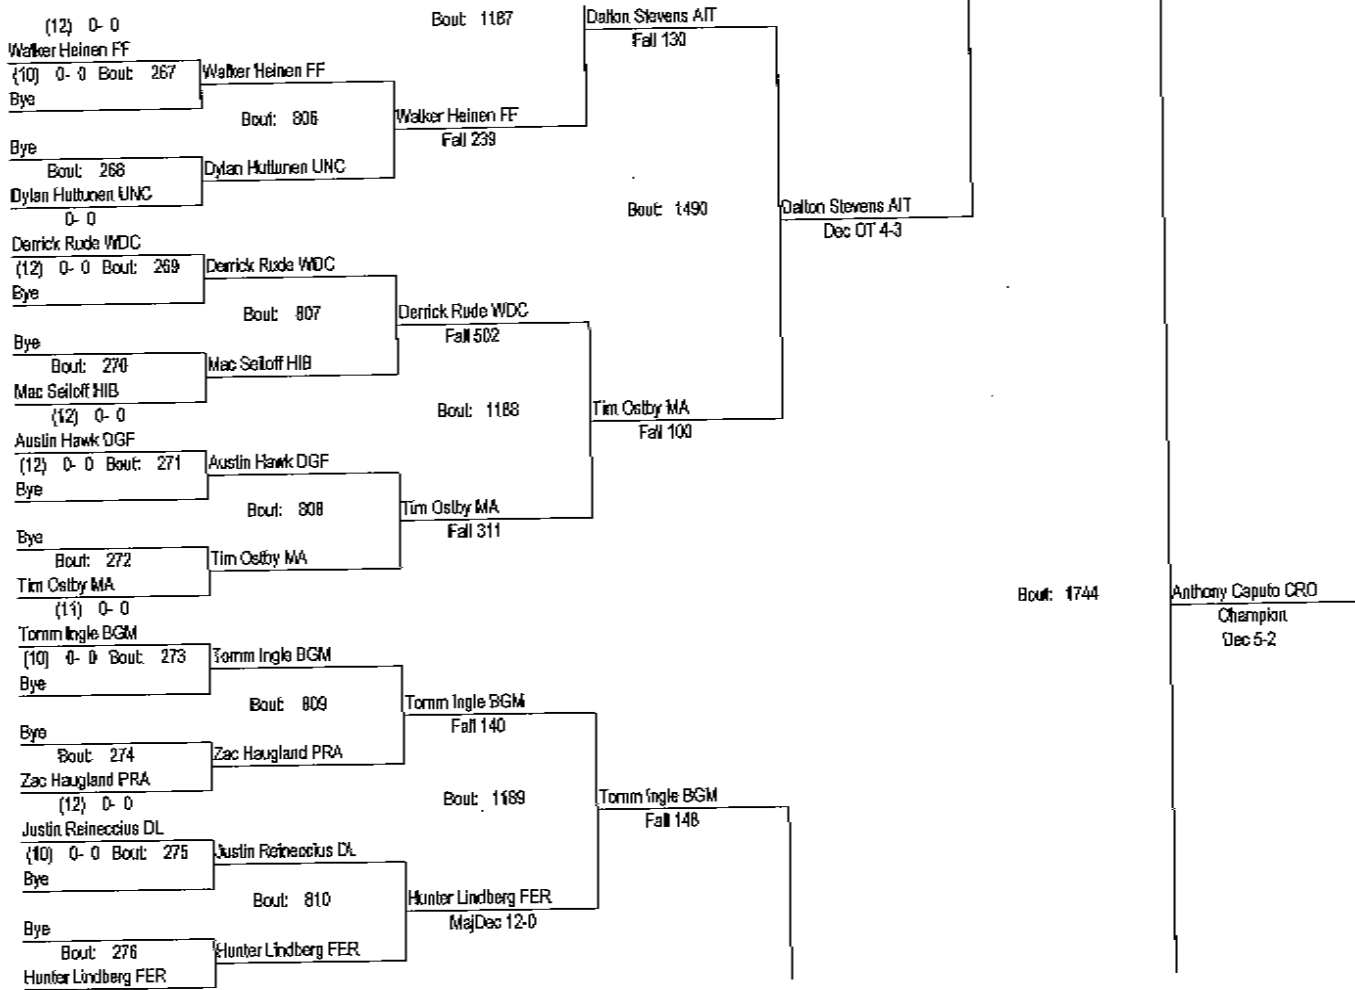 (12) 0- 0
Bout: 1187
Dalton Stevens AIT
Fall 130
Walker Heinen FF
(10) 0- 0 Bout: 267
Walker Heinen FF
Bye
Bout: 806
Walker Heinen FF
Fall 239
Bye
Bout: 268
Dylan Huttunen UNC
Dylan Huttunen UNC
0- 0
Bout: 1490
Dalton Stevens AIT
Dec OT 4-3
Derrick Rude WDC
(12) 0- 0 Bout: 269
Derrick Rude WDC
Bye
Bout: 807
Derrick Rude WDC
Fall 502
Bye
Bout: 270
Mac Seiloff HIB
Mac Seiloff HIB
(12) 0- 0
Bout: 1188
Tim Ostby MA
Fall 100
Austin Hawk DGF
(12) 0- 0 Bout: 271
Austin Hawk DGF
Bye
Bout: 808
Tim Ostby MA
Fall 311
Bye
Bout: 272
Tim Ostby MA
Tim Ostby MA
(11) 0- 0
Bout: 1744
Anthony Caputo CRO
Champion
Dec 5-2
Tomm Ingle BGM
(10) 0- 0 Bout: 273
Tomm Ingle BGM
Bye
Bout: 809
Tomm Ingle BGM
Fall 140
Bye
Bout: 274
Zac Haugland PRA
Zac Haugland PRA
(12) 0- 0
Bout: 1189
Tomm Ingle BGM
Fall 148
Justin Reineccius DL
(10) 0- 0 Bout: 275
Justin Reineccius DL
Bye
Bout: 810
Hunter Lindberg FER
MajDec 12-0
Bye
Bout: 276
Hunter Lindberg FER
Hunter Lindberg FER